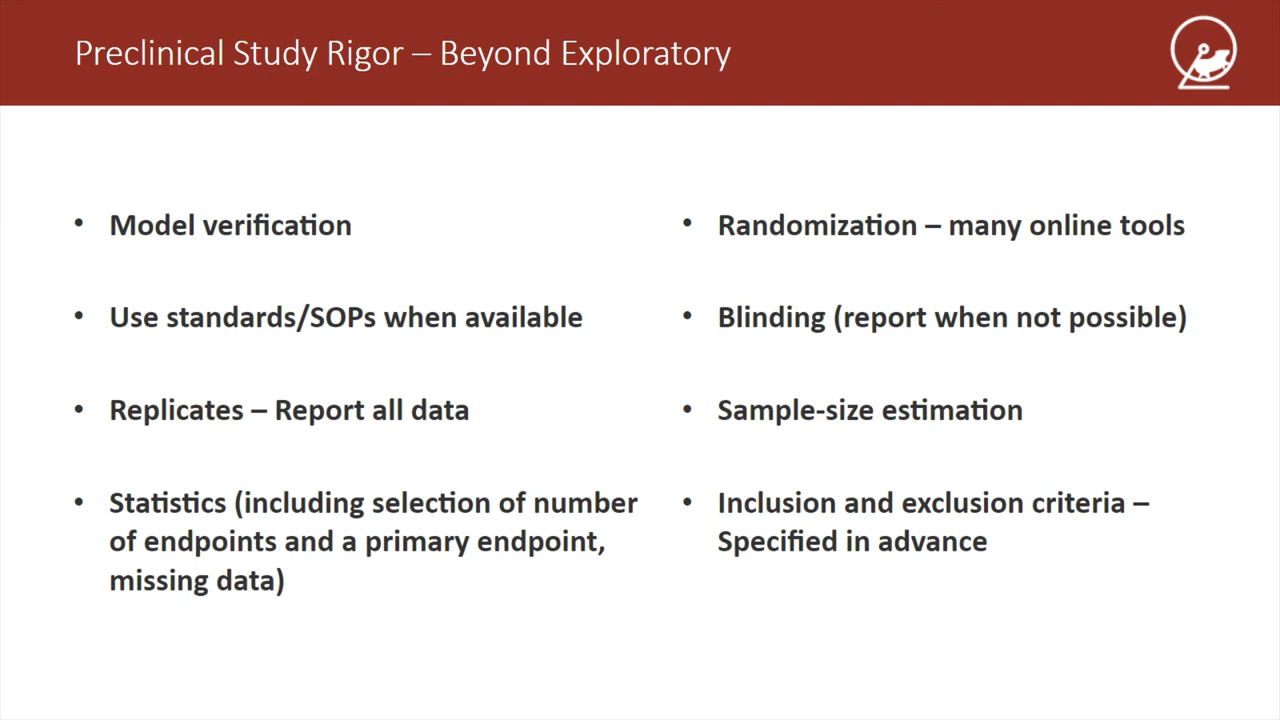 Preclinical Study Rigor – Beyond Exploratory
• Model verification
• Use standards/SOPs when available
• Replicates – Report all data
• Statistics (including selection of number
of endpoints and a primary endpoint,
missing data)
• Randomization – many online tools
• Blinding (report when not possible)
• Sample-size estimation
• Inclusion and exclusion criteria –
Specified in advance